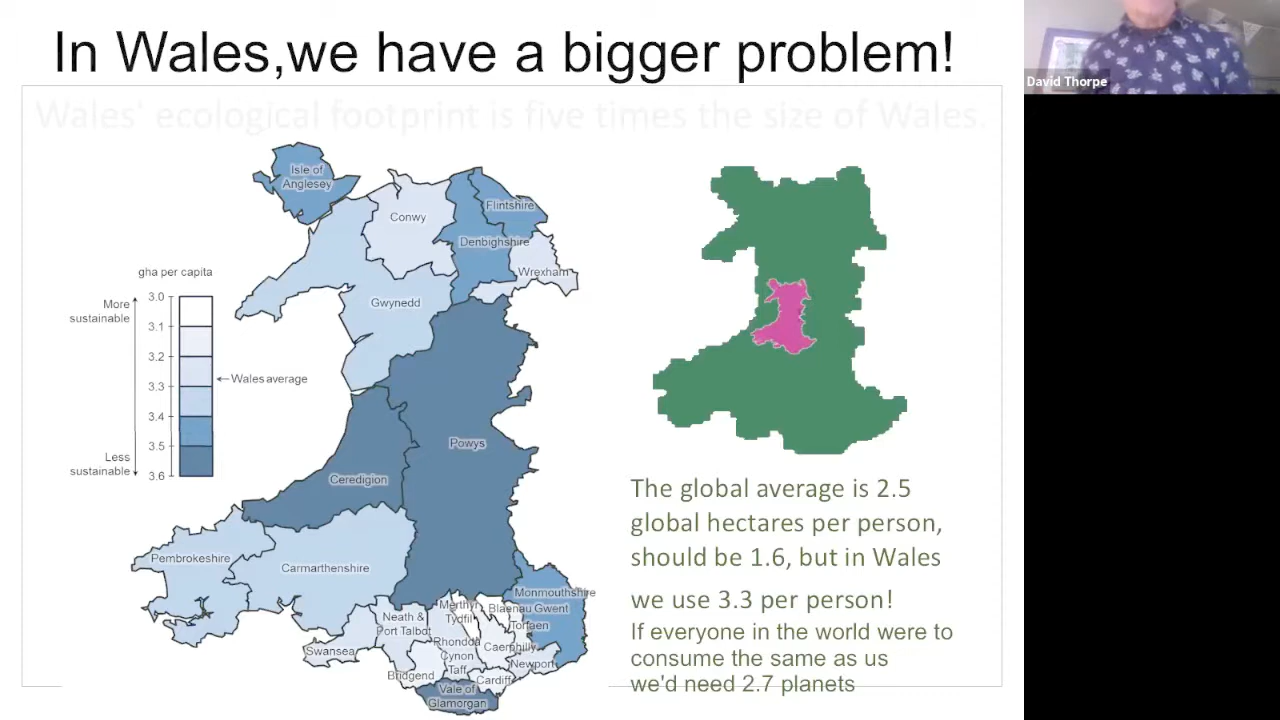 In Wales,we have a bigger problem!
David Thorpe
Wales' ecological footprint is five times the size of Wales.
Isle of
Anglesey
Conwy
Flintshire
Denbighshire
Wrexham
Gwynedd
gha per capita
More
sustainable
3.0
3.1
3.2
3.3
3.4
3.5
3.6
Wales average
Less
sustainable
Powys
Ceredigion
Pembrokeshire
Carmarthenshire
Monmouthshire
Merthyr
Tydfil
Blaenau Gwent
Torfaen
Neath &
Port Talbot
Rhondda
Cynon
Taff
Caerphilly
Swansea
Newport
Bridgend
Cardiff
Vale of
Glamorgan
The global average is 2.5
global hectares per person,
should be 1.6, but in Wales
we use 3.3 per person!
If everyone in the world were to
consume the same as us
we'd need 2.7 planets